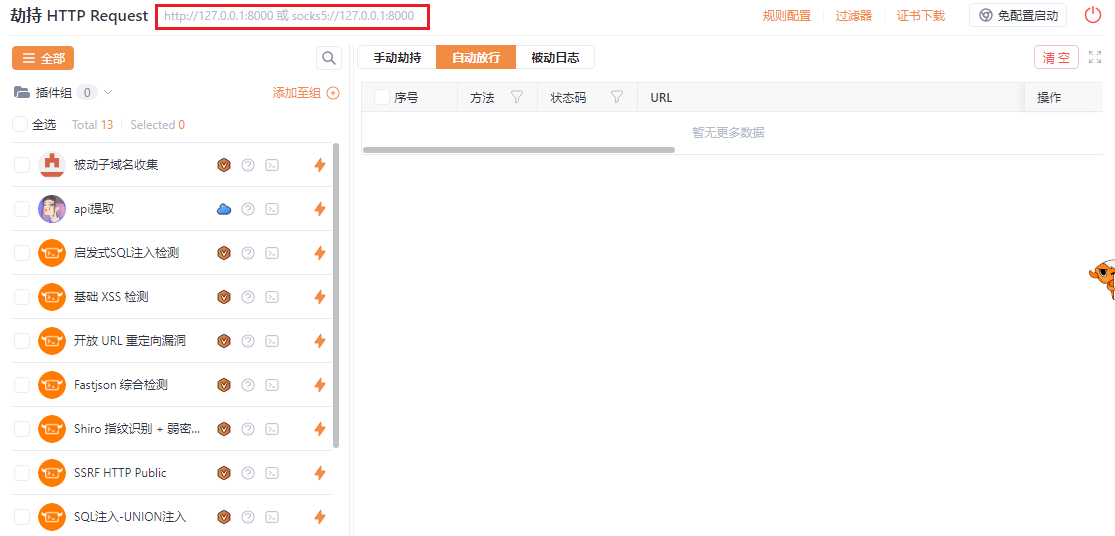 劫持 HTTP Request http://127.0.0.1:8000 或 socks5://127.0.0.1:8000 规则配置 过滤器 证书下载 免配置启动
全部
手动劫持 自动放行 被动日志 清空
插件组 0 添加至组
序号 方法 状态码 URL 操作
全选 Total 13 Selected 0
暂无更多数据
被动子域名收集
api提取
启发式SQL注入检测
基础 XSS 检测
开放 URL 重定向漏洞
Fastjson 综合检测
Shiro 指纹识别 + 弱密...
SSRF HTTP Public
SQL注入-UNION注入